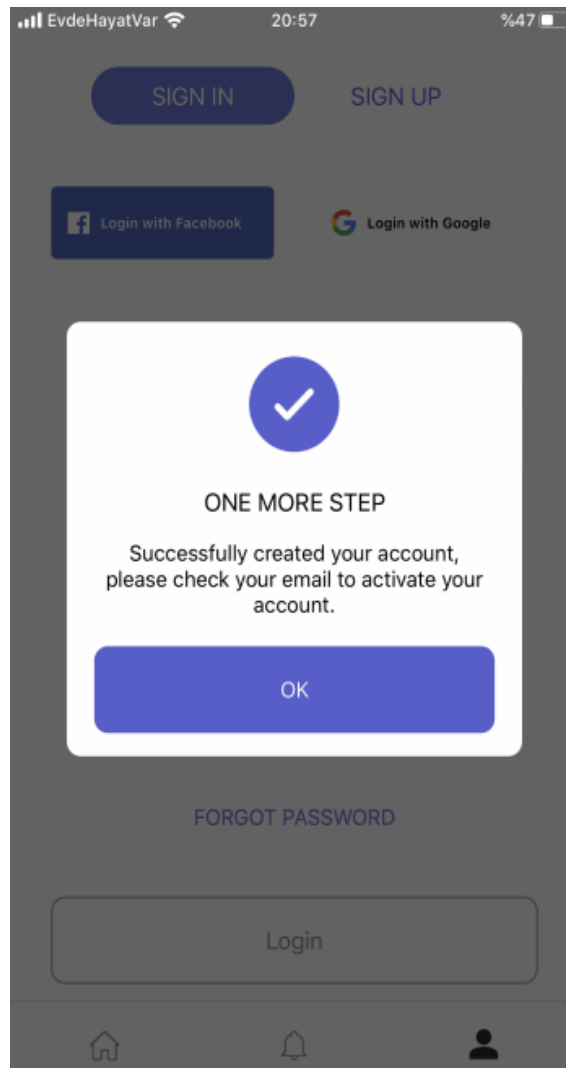 EvdeHayatVar 20:57 %47
SIGN IN SIGN UP
Login with Facebook Login with Google
ONE MORE STEP
Successfully created your account,
please check your email to activate your
account.
OK
FORGOT PASSWORD
Login